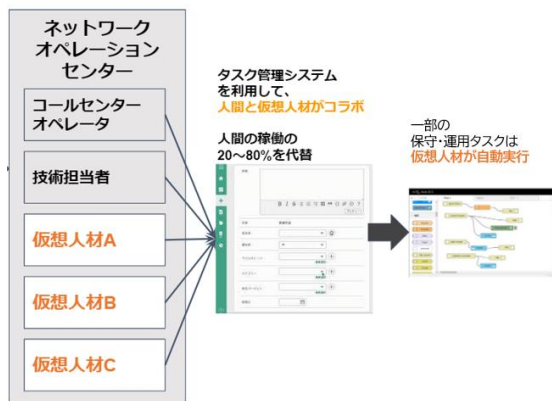 ネットワーク
オペレーション
センター
コールセンター
オペレータ
技術担当者
仮想人材A
仮想人材B
仮想人材C
タスク管理システム
を利用して、
人間と仮想人材がコラボ
人間の稼働の
20～80%を代替
一部の
保守・運用タスクは
仮想人材が自動実行